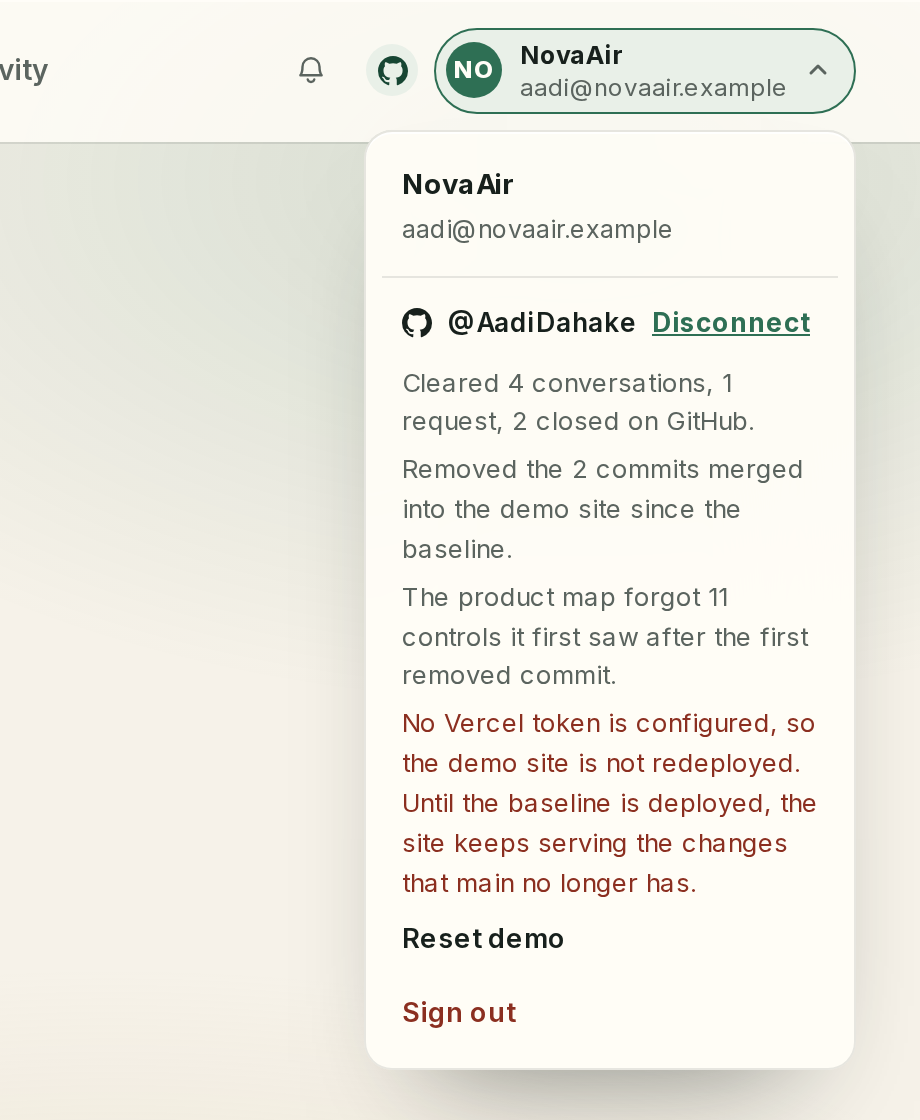 vity
NO
NovaAir
aadi@novaair.example
NovaAir
aadi@novaair.example
@AadiDahake Disconnect
Cleared 4 conversations, 1
request, 2 closed on GitHub.
Removed the 2 commits merged
into the demo site since the
baseline.
The product map forgot 11
controls it first saw after the first
removed commit.
No Vercel token is configured, so
the demo site is not redeployed.
Until the baseline is deployed, the
site keeps serving the changes
that main no longer has.
Reset demo
Sign out